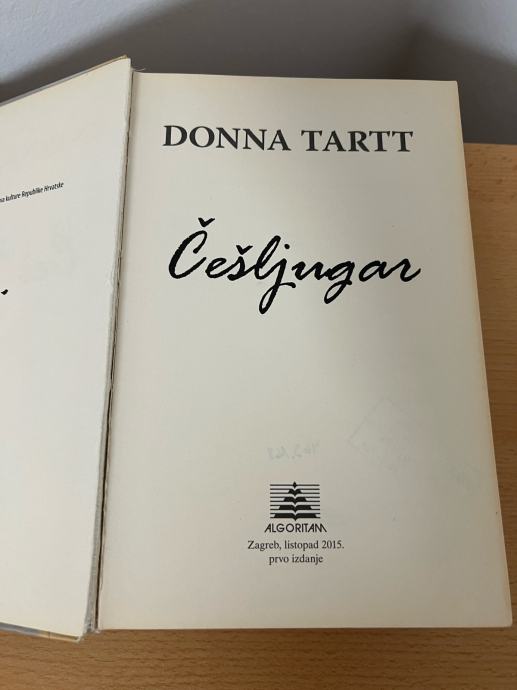 kulture Republike Hrvatske
DONNA TARTT
Češljugar
ALGORITAM
Zagreb, listopad 2015.
prvo izdanje